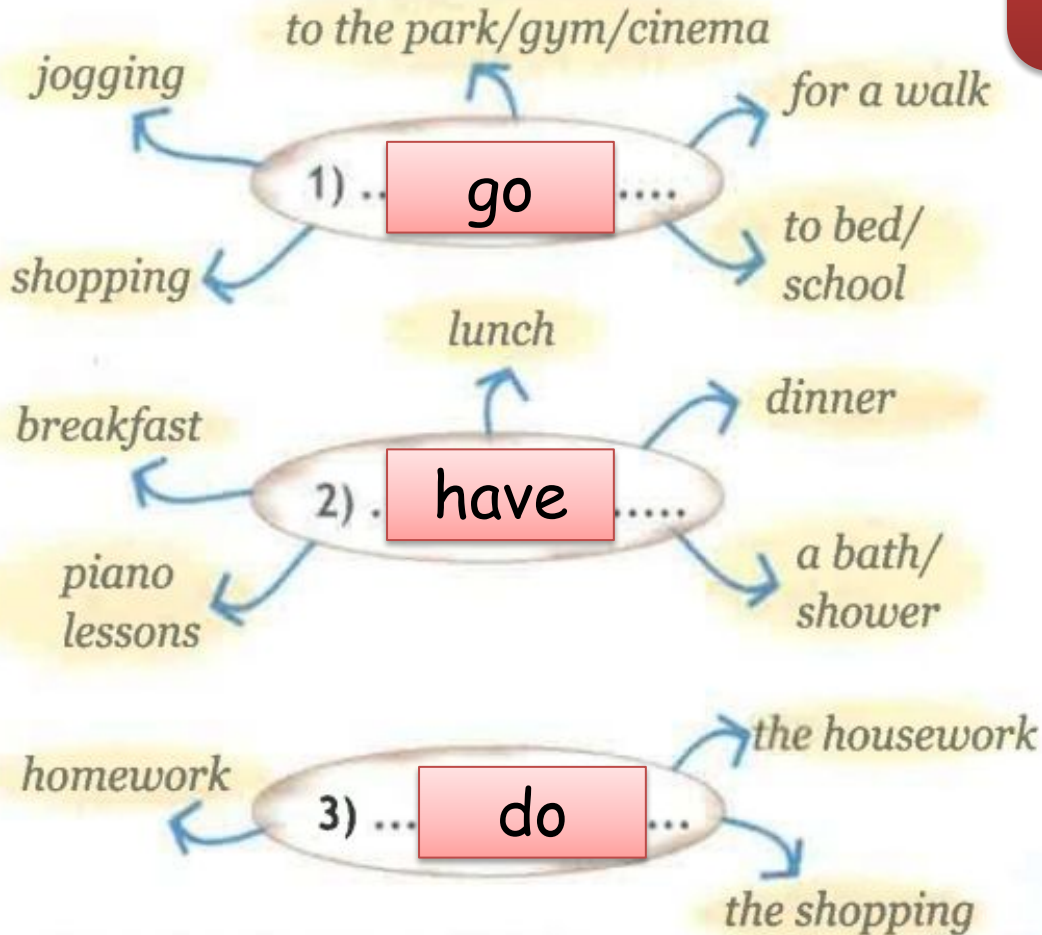 to the park/gym/cinema
jogging
for a walk
1) .. go ....
to bed/
school
shopping
lunch
dinner
breakfast
2) . have .....
a bath/
shower
piano
lessons
the housework
homework
3) ... do ...
the shopping